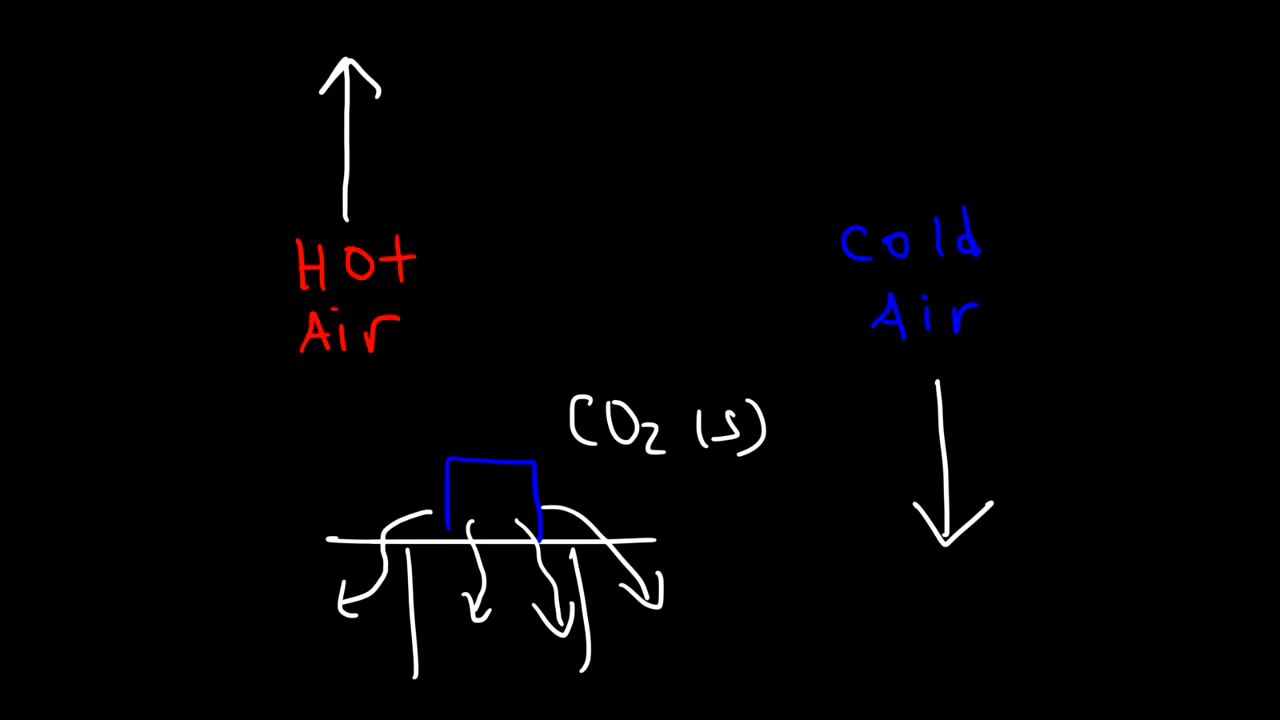 Hot
Air
Cold
Air
CO₂ (s)